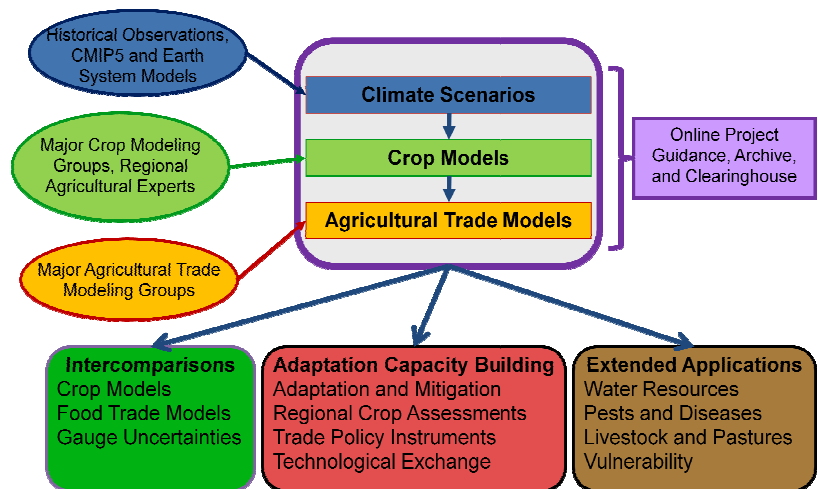 Historical Observations,
CMIP5 and Earth
System Models
Climate Scenarios
Major Crop Modeling
Groups, Regional
Agricultural Experts
Crop Models
Online Project
Guidance, Archive,
and Clearinghouse
Agricultural Trade Models
Major Agricultural Trade
Modeling Groups
Intercomparisons
Crop Models
Food Trade Models
Gauge Uncertainties
Adaptation Capacity Building
Adaptation and Mitigation
Regional Crop Assessments
Trade Policy Instruments
Technological Exchange
Extended Applications
Water Resources
Pests and Diseases
Livestock and Pastures
Vulnerability